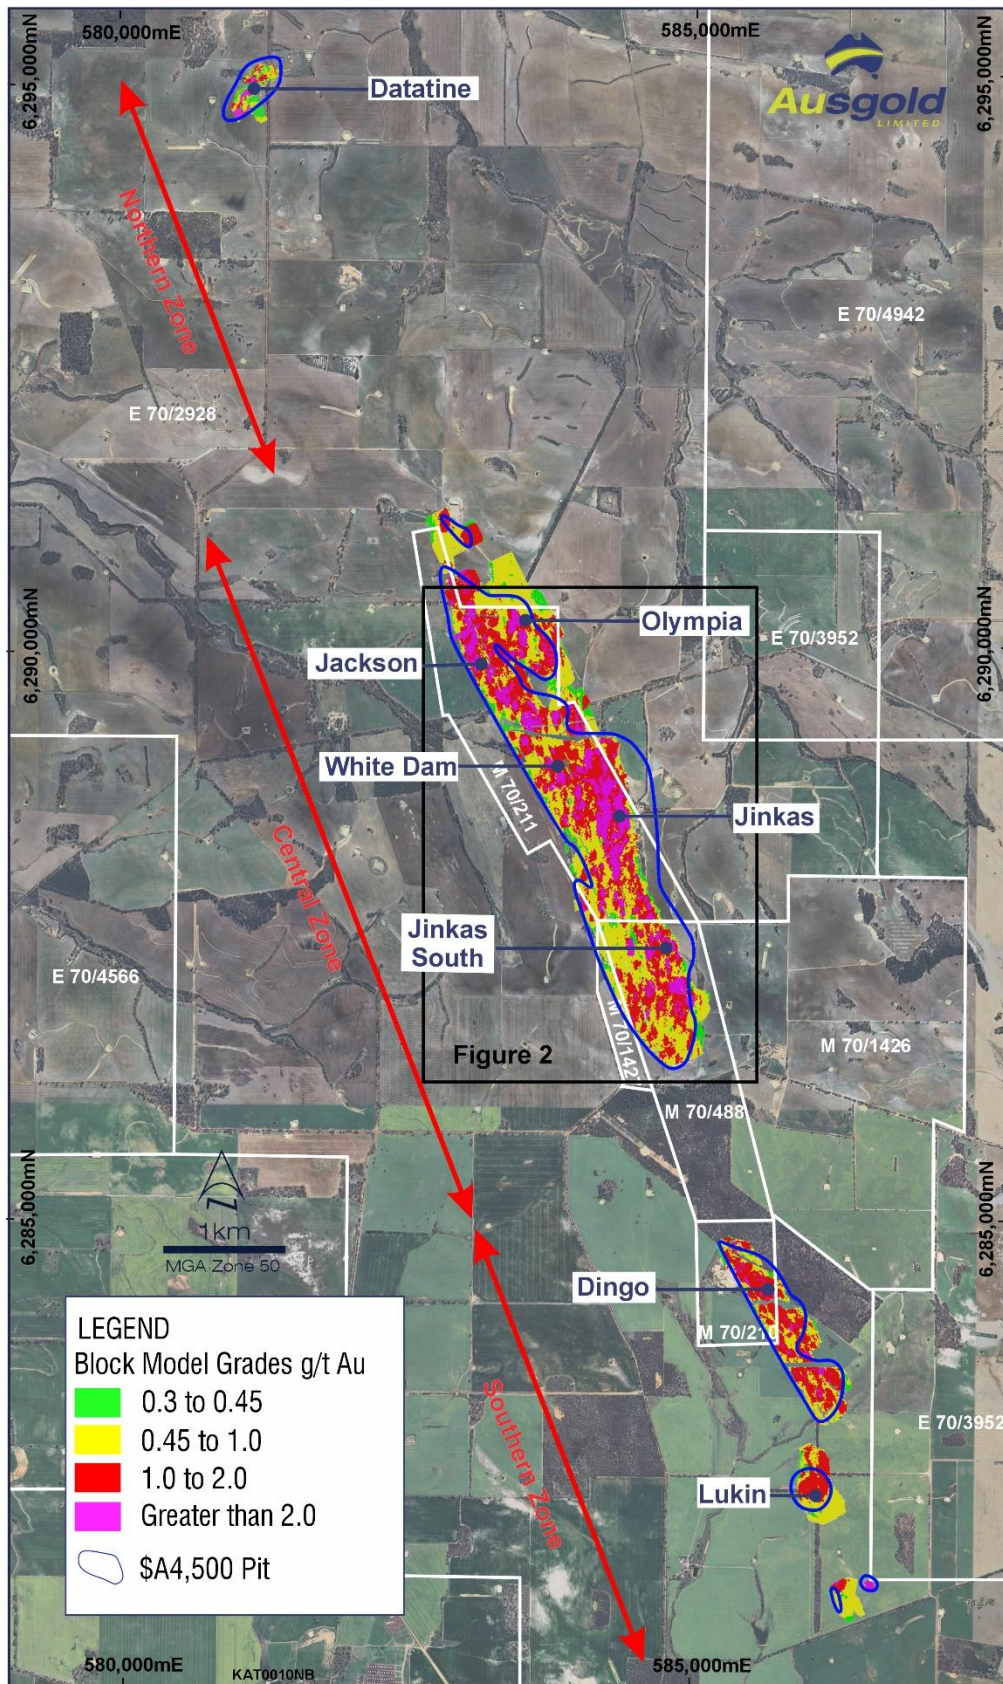 580,000mE
585,000mE
6,295,000mN
6,295,000mN
Ausgold
LIMITED
Datatine
Northern Zone
E 70/4942
E 70/2928
Olympia
E 70/3952
6,290,000mN
6,290,000mN
Jackson
White Dam
M 70/211
Jinkas
Central Zone
Jinkas
South
E 70/4566
M 70/142
Figure 2
M 70/1426
M 70/488
6,285,000mN
6,285,000mN
1km
MGA Zone 50
Dingo
M 70/21
Southern Zone
E 70/3952
Lukin
LEGEND
Block Model Grades g/t Au
0.3 to 0.45
0.45 to 1.0
1.0 to 2.0
Greater than 2.0
$A4,500 Pit
580,000mE
KAT0010NB
585,000mE